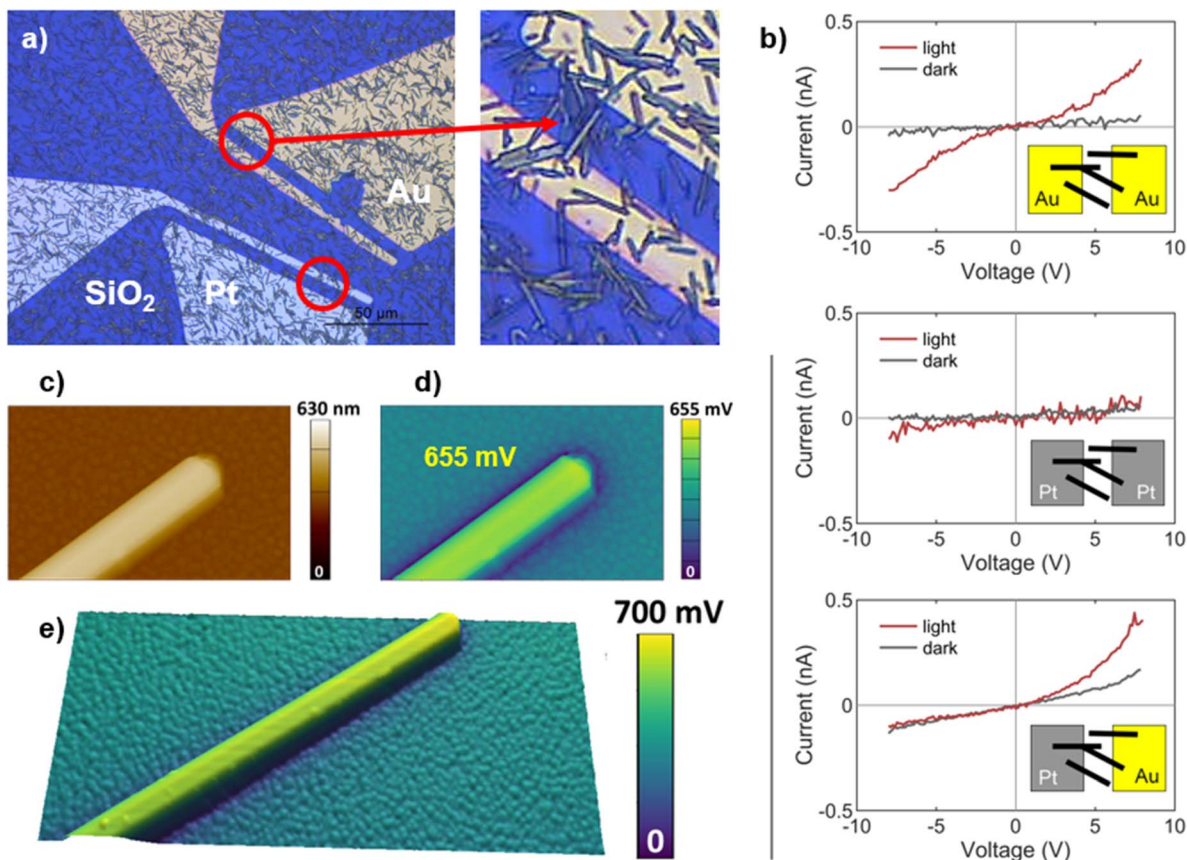 a)
Au
SiO2
Pt
50 µm
b)
Current (nA)
0.5
0
-0.5
light
dark
Au
Au
-10
-5
0
5
10
Voltage (V)
Current (nA)
0.5
0
-0.5
light
dark
Pt
Pt
-10
-5
0
5
10
Voltage (V)
Current (nA)
0.5
0
-0.5
light
dark
Pt
Au
-10
-5
0
5
10
Voltage (V)
c)
630 nm
0
d)
655 mV
655 mV
0
e)
700 mV
0